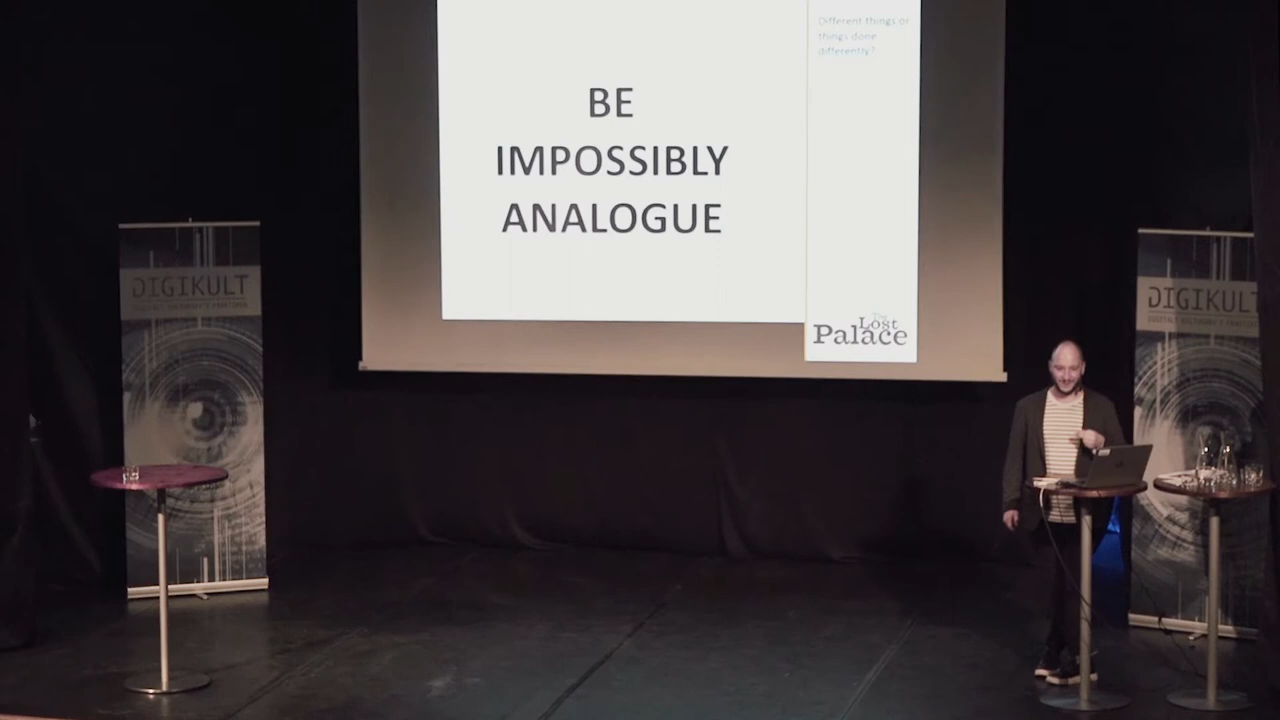 BE
IMPOSSIBLY
ANALOGUE
Different things or
things done
differently?
The
Lost
Palace
DIGIKULT
DIGIKULT